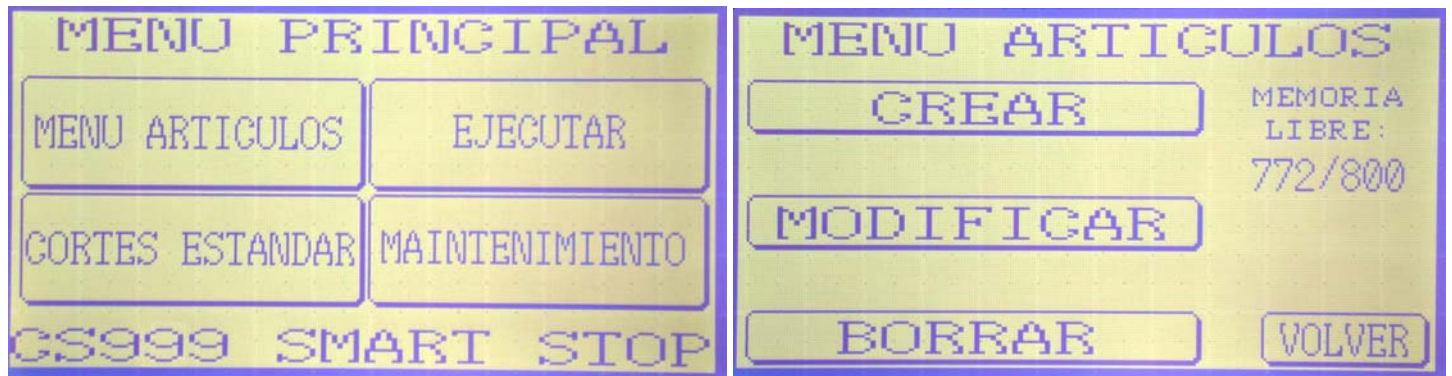 MENU PRINCIPAL
MENU ARTICULOS
EJECUTAR
CORTES ESTANDAR
MAINTENIMIENTO
CS999 SMART STOP
MENU ARTICULOS
CREAR
MEMORIA
LIBRE:
772/800
MODIFICAR
BORRAR
VOLVER